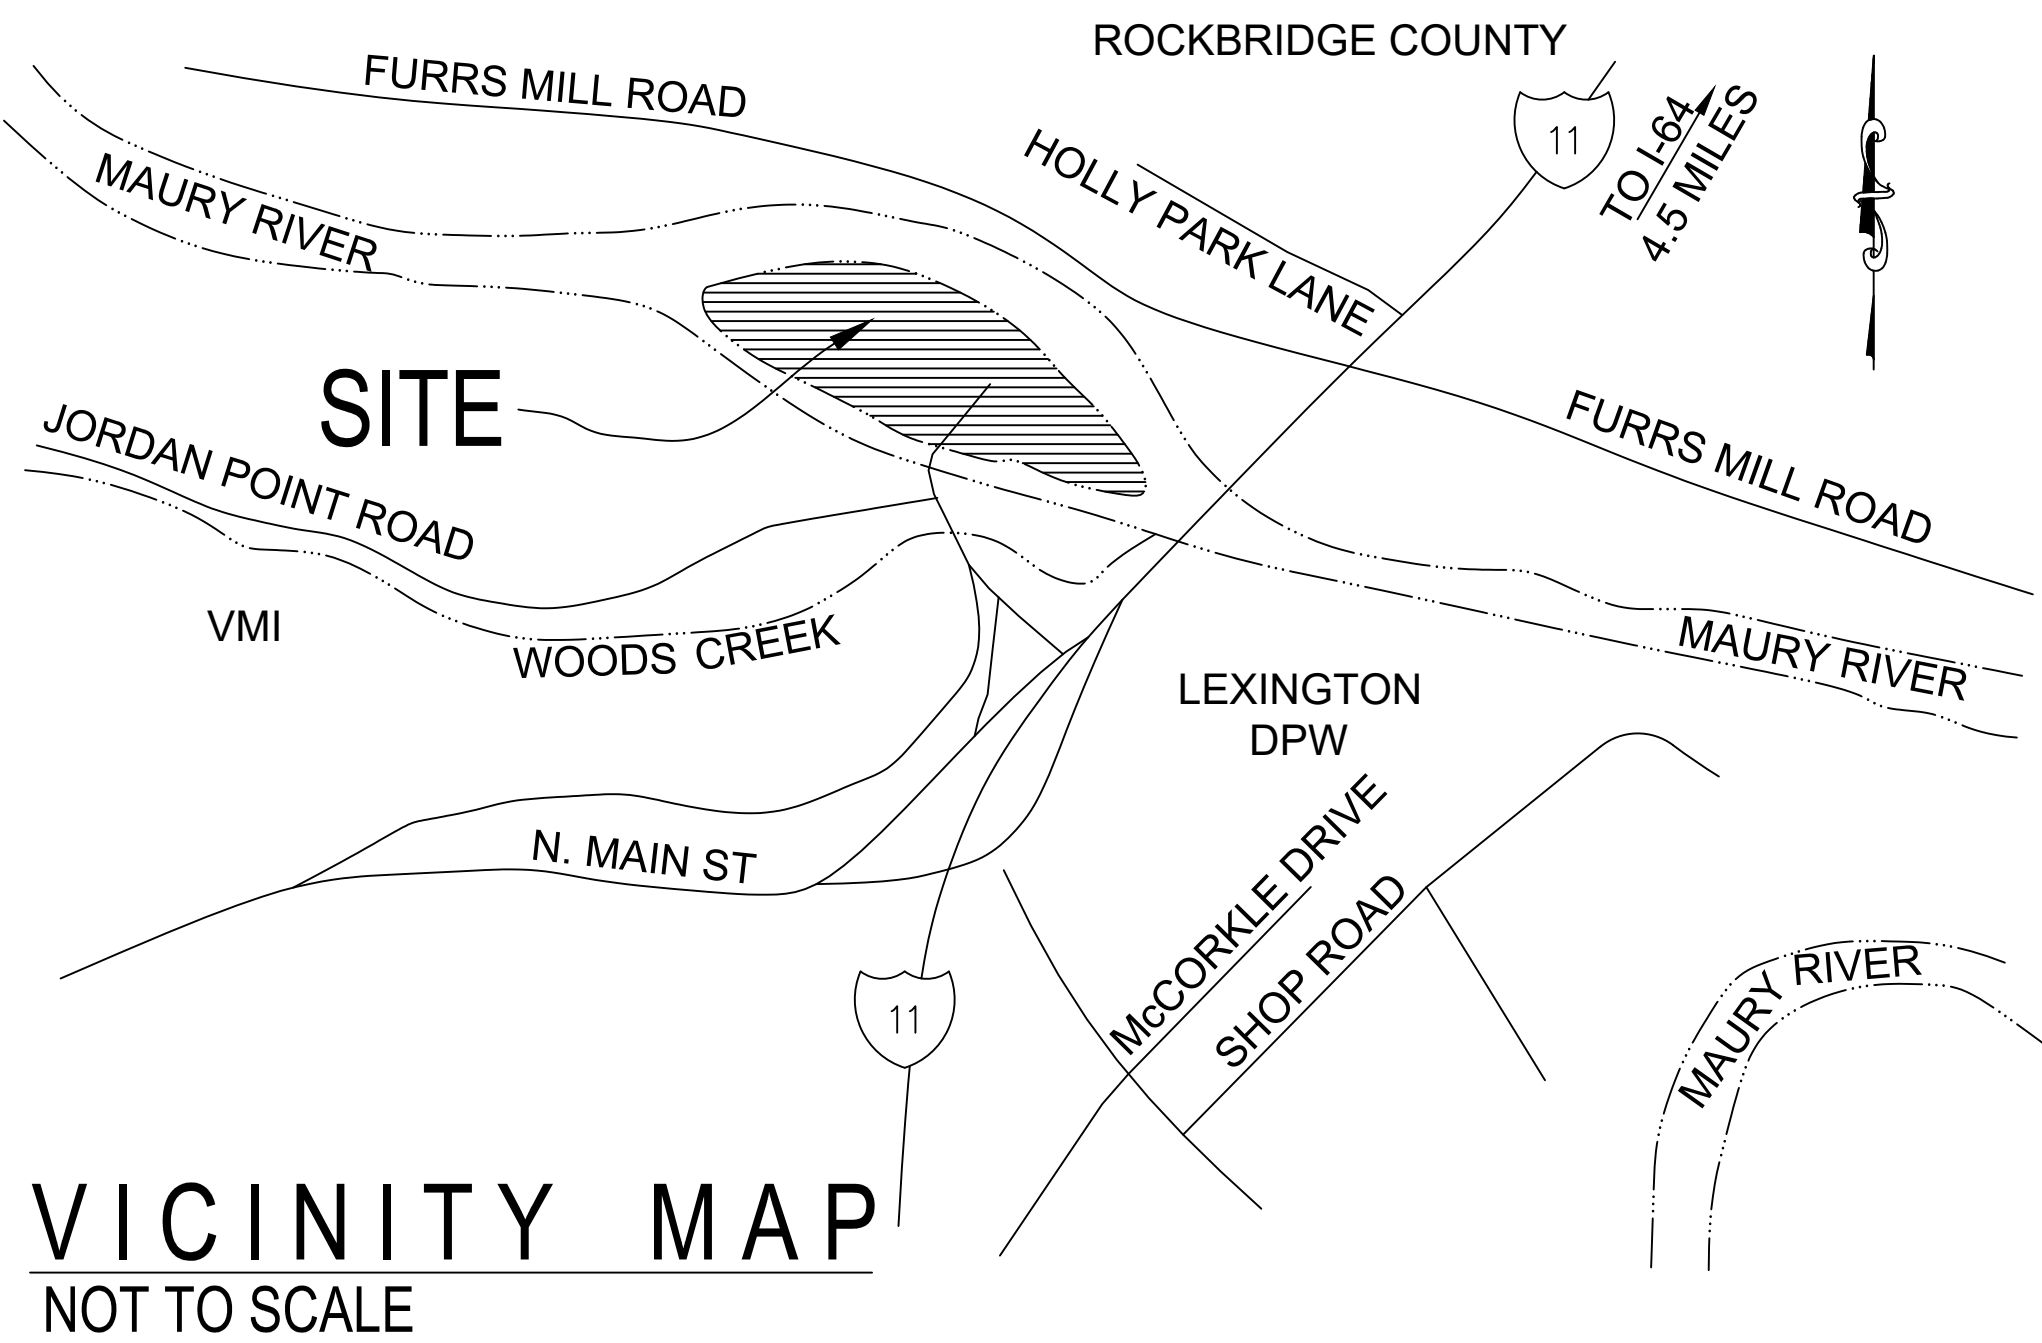 ROCKBRIDGE COUNTY
FURRS MILL ROAD
11
TO I-64
4.5 MILES
HOLLY PARK LANE
MAURY RIVER
SITE
JORDAN POINT ROAD
FURRS MILL ROAD
VMI
WOODS CREEK
MAURY RIVER
LEXINGTON
DPW
N. MAIN ST
McCORKLE DRIVE
SHOP ROAD
MAURY RIVER
11
VICINITY MAP
NOT TO SCALE